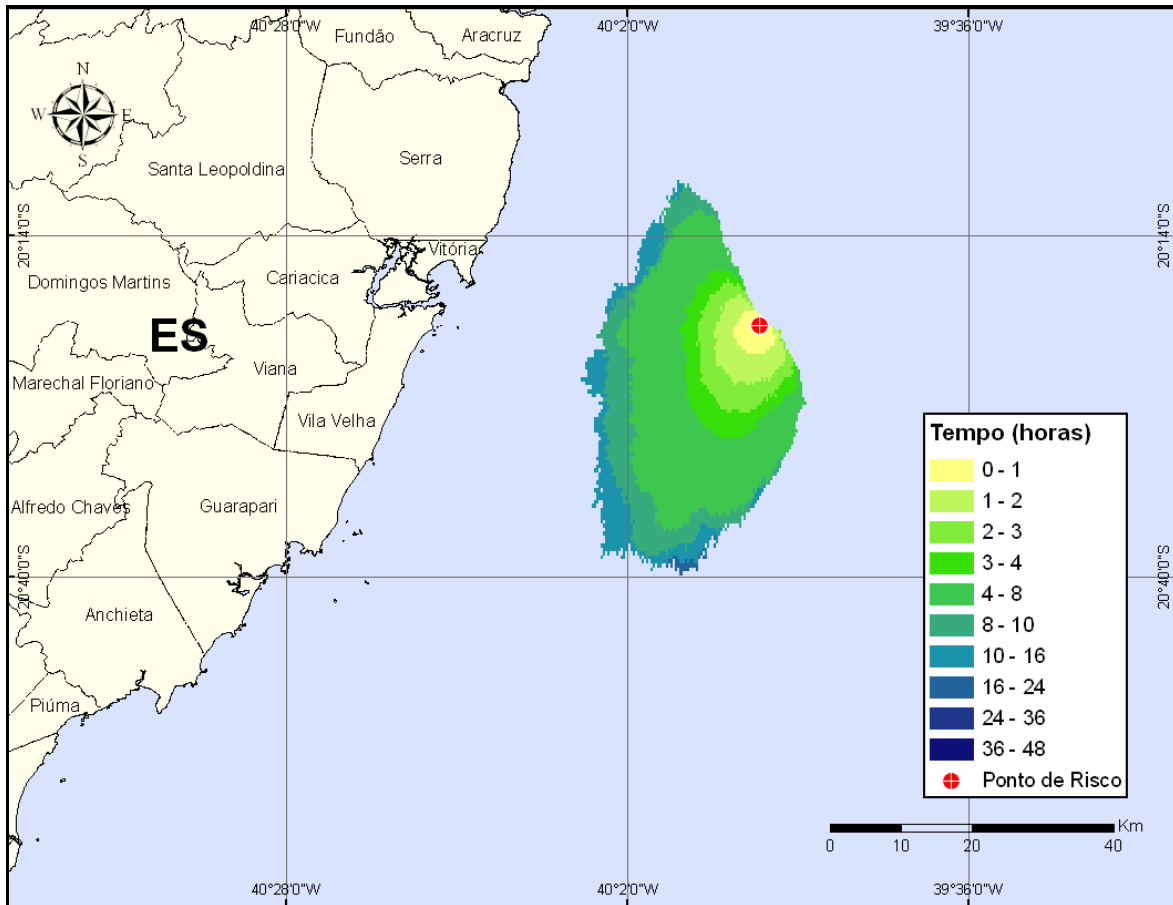 40°28'0"W
40°2'0"W
39°36'0"W
Fundão
Aracruz
N
W
E
S
Serra
Santa Leopoldina
20°14'0"S
20°14'0"S
Vitória
Cariacica
Domingos Martins
ES
Viana
Marechal Floriano
Vila Velha
Alfredo Chaves
Guarapari
20°40'0"S
20°40'0"S
Anchieta
Piúma
Tempo (horas)
0 - 1
1 - 2
2 - 3
3 - 4
4 - 8
8 - 10
10 - 16
16 - 24
24 - 36
36 - 48
Ponto de Risco
Km
0 10 20 40
40°28'0"W
40°2'0"W
39°36'0"W